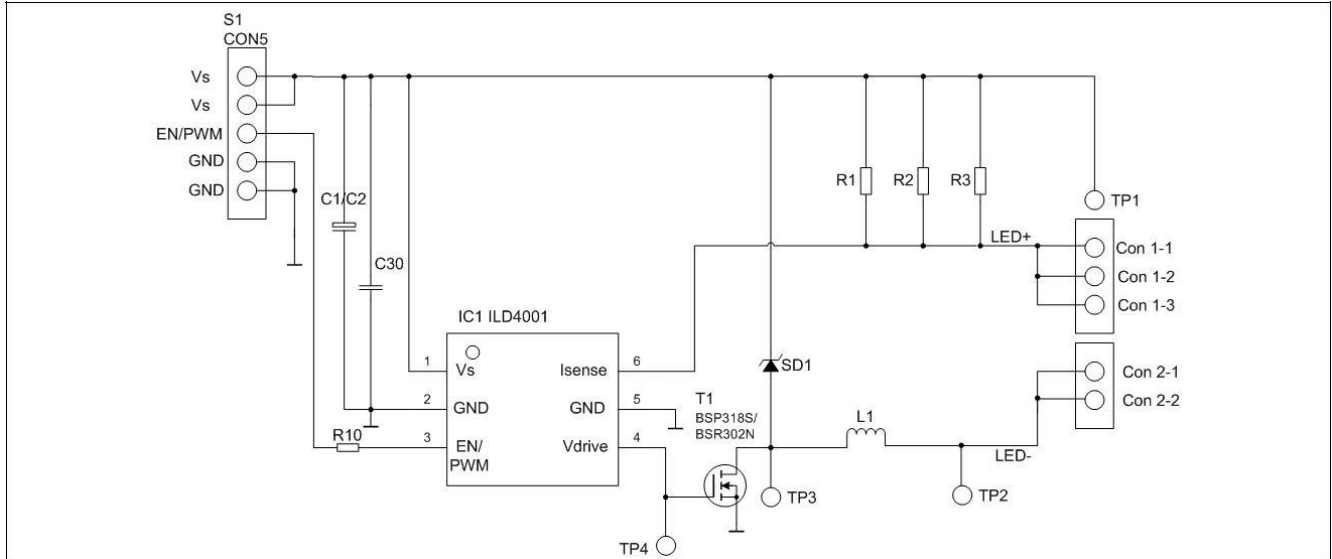 S1
CON5
Vs
Vs
EN/PWM
GND
GND
C1/C2
C30
R1
R2
R3
TP1
LED+
Con 1-1
Con 1-2
Con 1-3
IC1 ILD4001
1
Vs
Isense
6
2
GND
GND
5
3
EN/
PWM
Vdrive
4
R10
SD1
T1
BSP318S/
BSR302N
L1
Con 2-1
Con 2-2
LED-
TP3
TP2
TP4